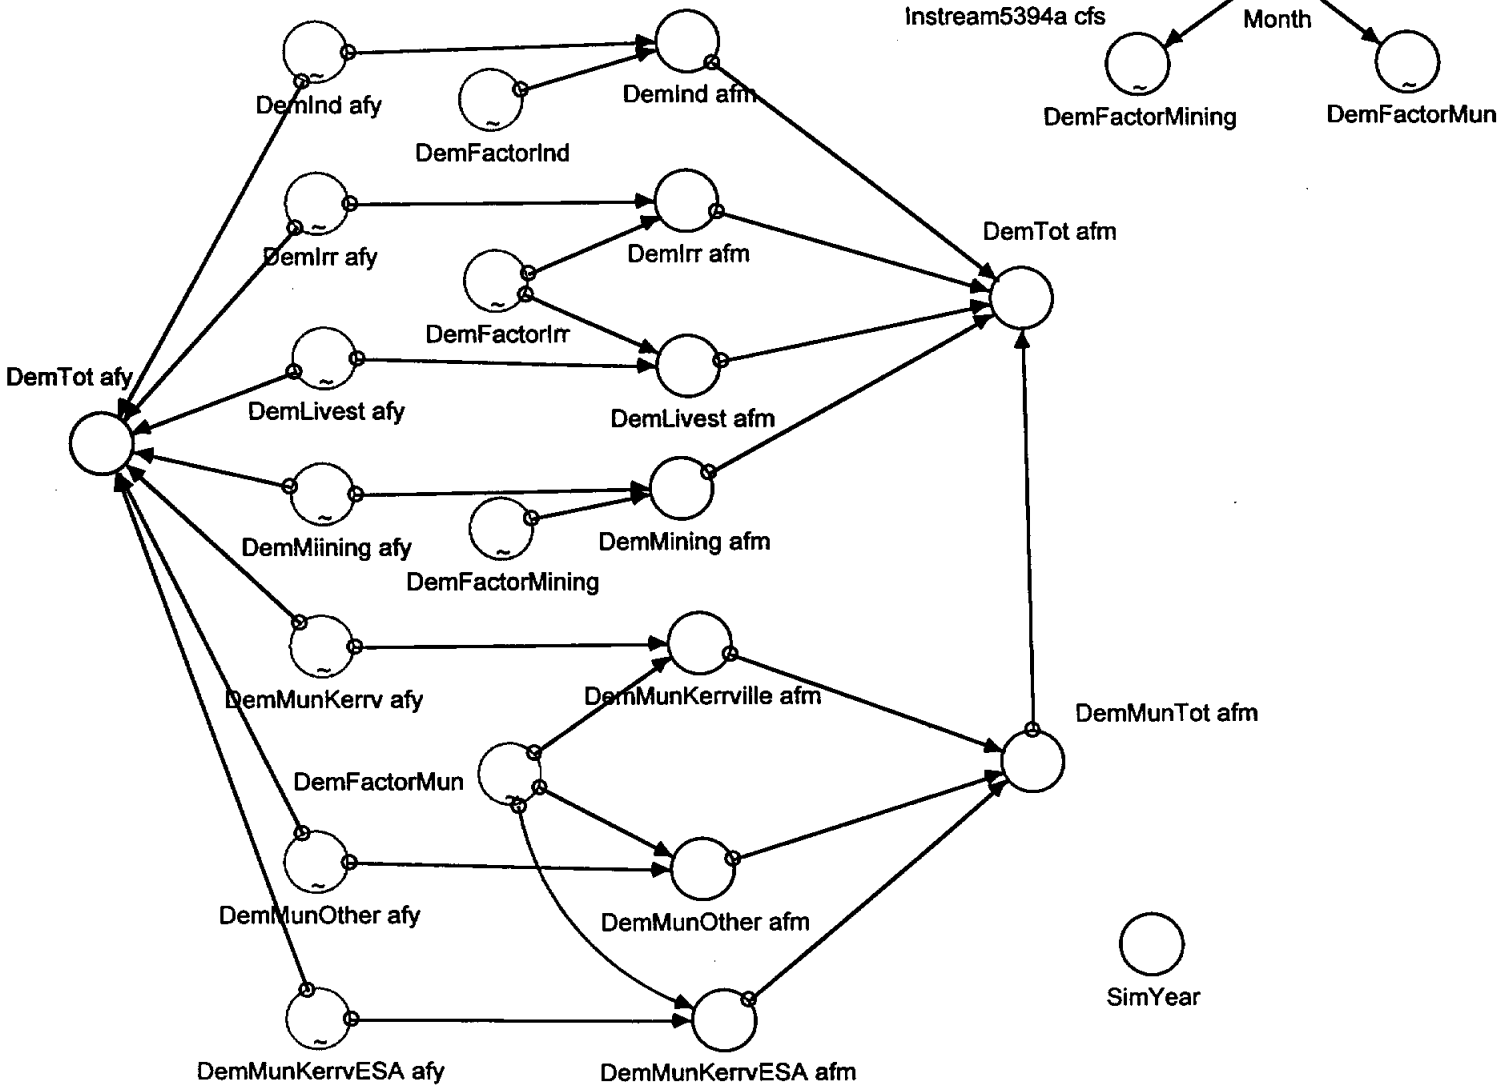 Instream5394a cfs
Month
DemInd afy
DemInd afm
DemFactorMining
DemFactorMun
DemFactorInd
DemIrr afy
DemIrr afm
DemTot afm
DemFactorIrr
DemTot afy
DemLivest afy
DemLivest afm
DemMiining afy
DemMining afm
DemFactorMining
DemMunKerrv afy
DemMunKerrville afm
DemMunTot afm
DemFactorMun
DemMunOther afy
DemMunOther afm
SimYear
DemMunKerrvESA afy
DemMunKerrvESA afm